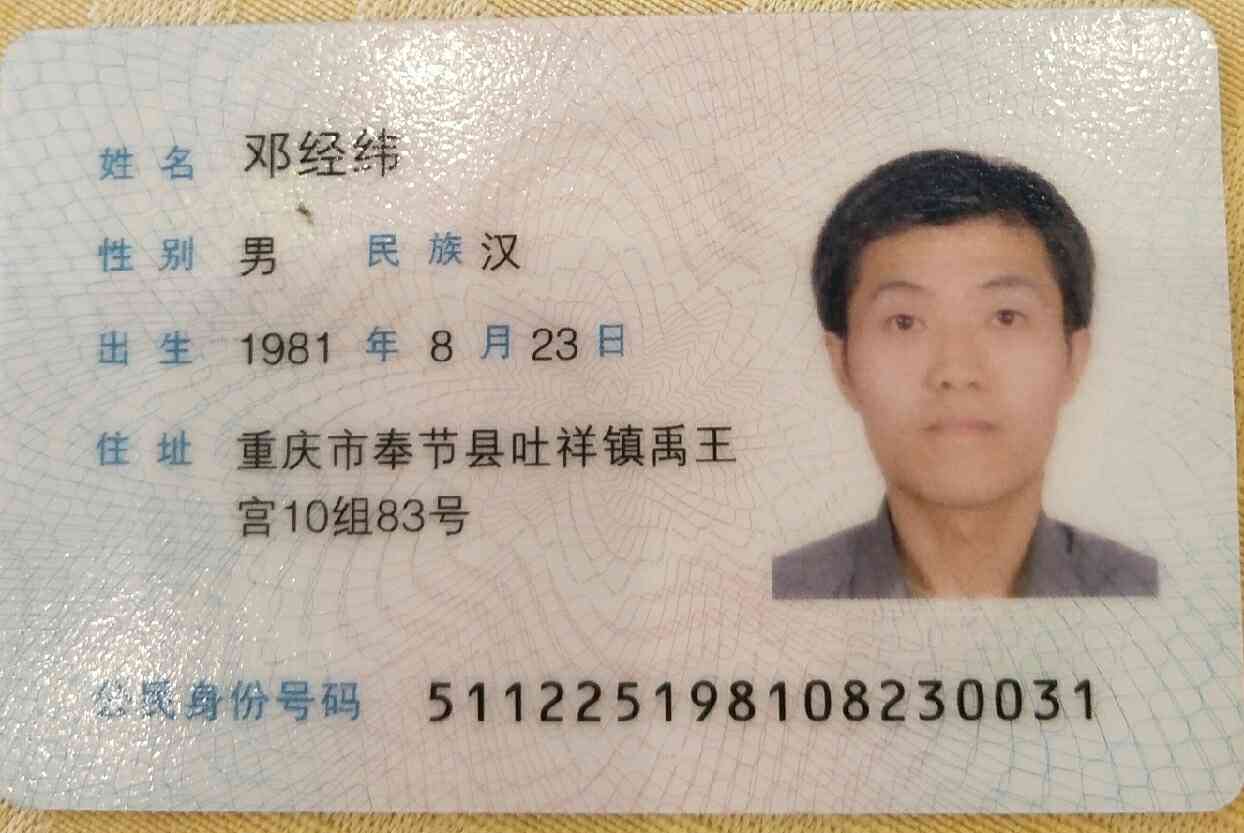 姓名 邓经纬
性别 男 民族 汉
出生 1981 年 8 月 23 日
住址 重庆市奉节县吐祥镇禹王
宫10组83号
公民身份号码 511225198108230031